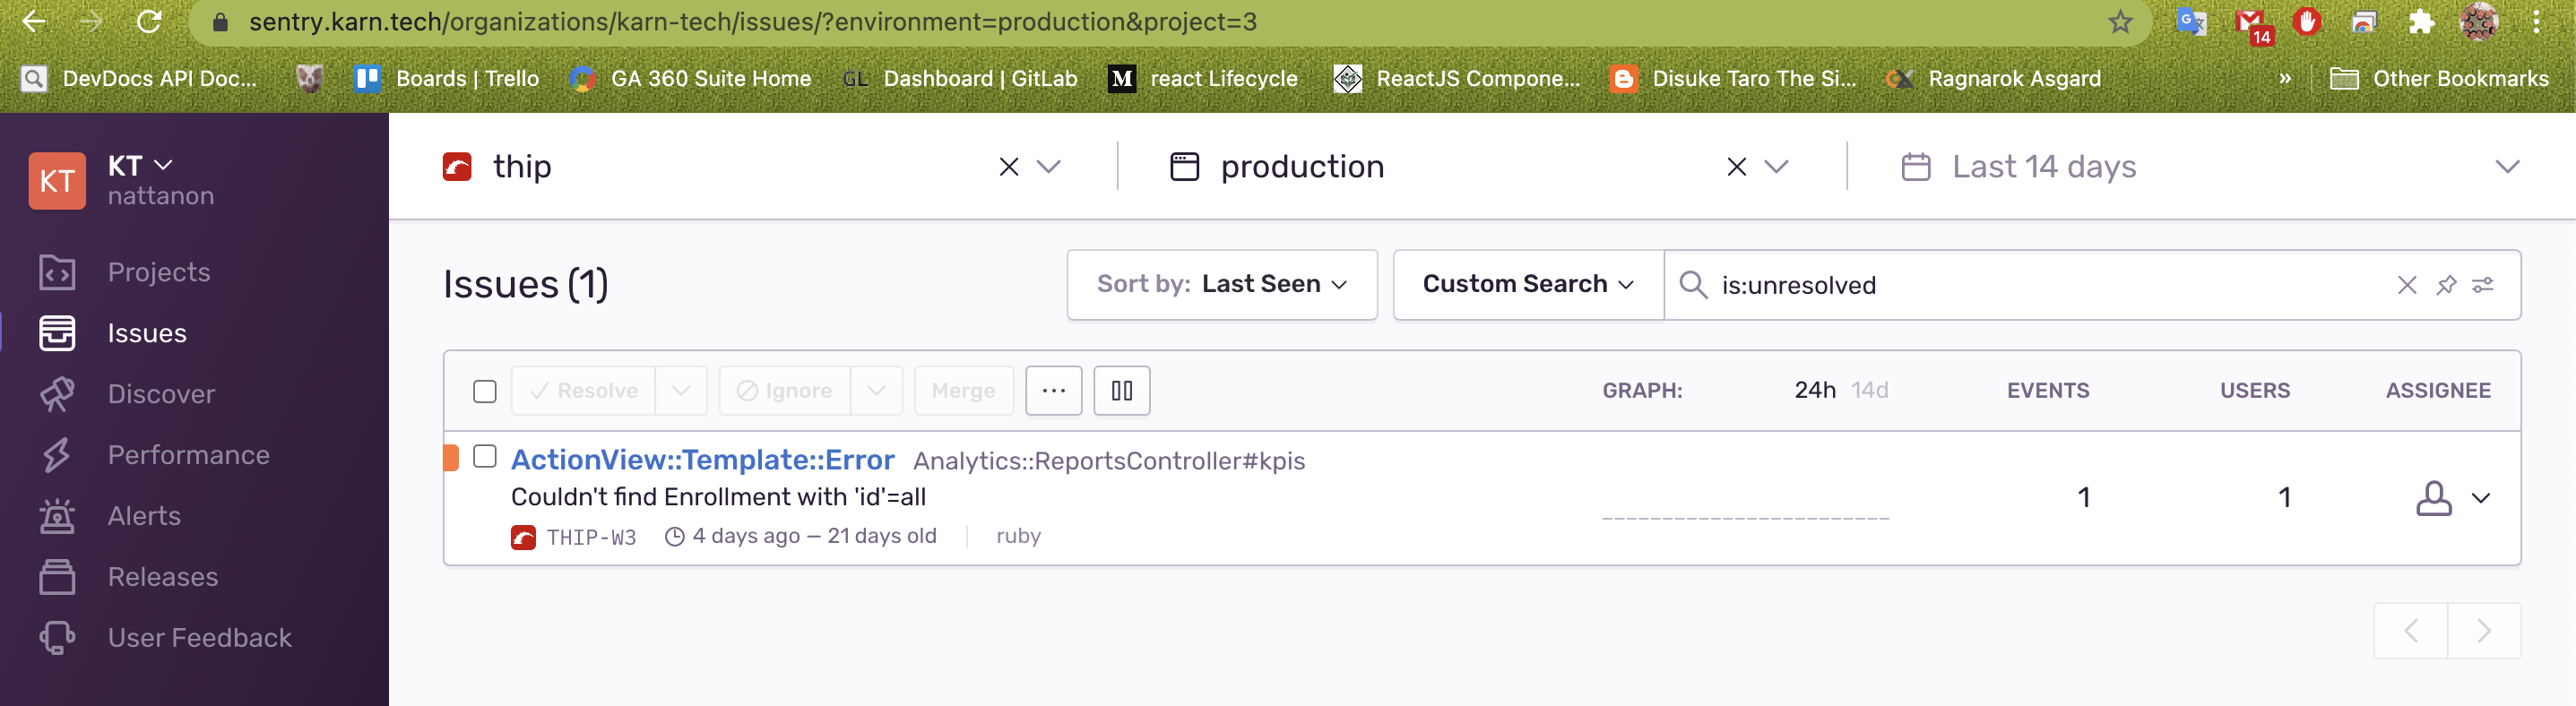 sentry.karn.tech/organizations/karn-tech/issues/?environment=production&project=3
14
DevDocs API Doc...
Boards | Trello
GA 360 Suite Home
GL Dashboard | GitLab
M react Lifecycle
ReactJS Compone...
Disuke Taro The Si...
Ragnarok Asgard
» Other Bookmarks
KT KT
nattanon
Projects
Issues
Discover
Performance
Alerts
Releases
User Feedback
thip
production
Last 14 days
Issues (1)
Sort by: Last Seen
Custom Search
is:unresolved
Resolve
Ignore
Merge
GRAPH: 24h 14d EVENTS USERS ASSIGNEE
ActionView::Template::Error Analytics::ReportsController#kpis
Couldn't find Enrollment with 'id'=all
1 1
THIP-W3 4 days ago — 21 days old ruby